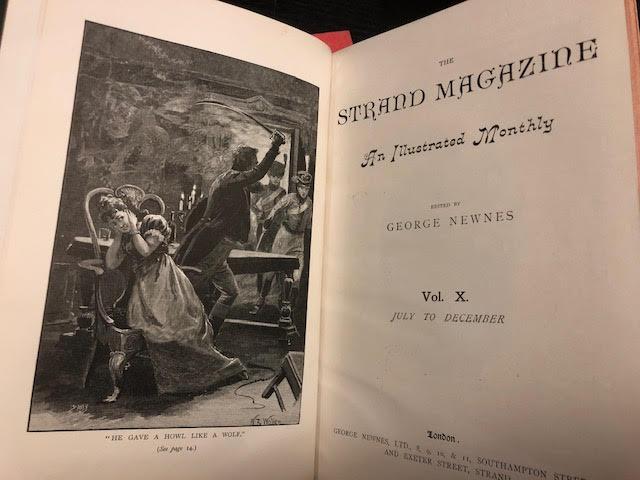 "HE GAVE A HOWL LIKE A WOLF."
(See page 14.)
THE
STRAND MAGAZINE
An Illustrated Monthly
EDITED BY
GEORGE NEWNES
Vol. X.
JULY TO DECEMBER
London.
GEORGE NEWNES, LTD., 8, 9, 10, & 11, SOUTHAMPTON STREET
AND EXETER STREET, STRAND